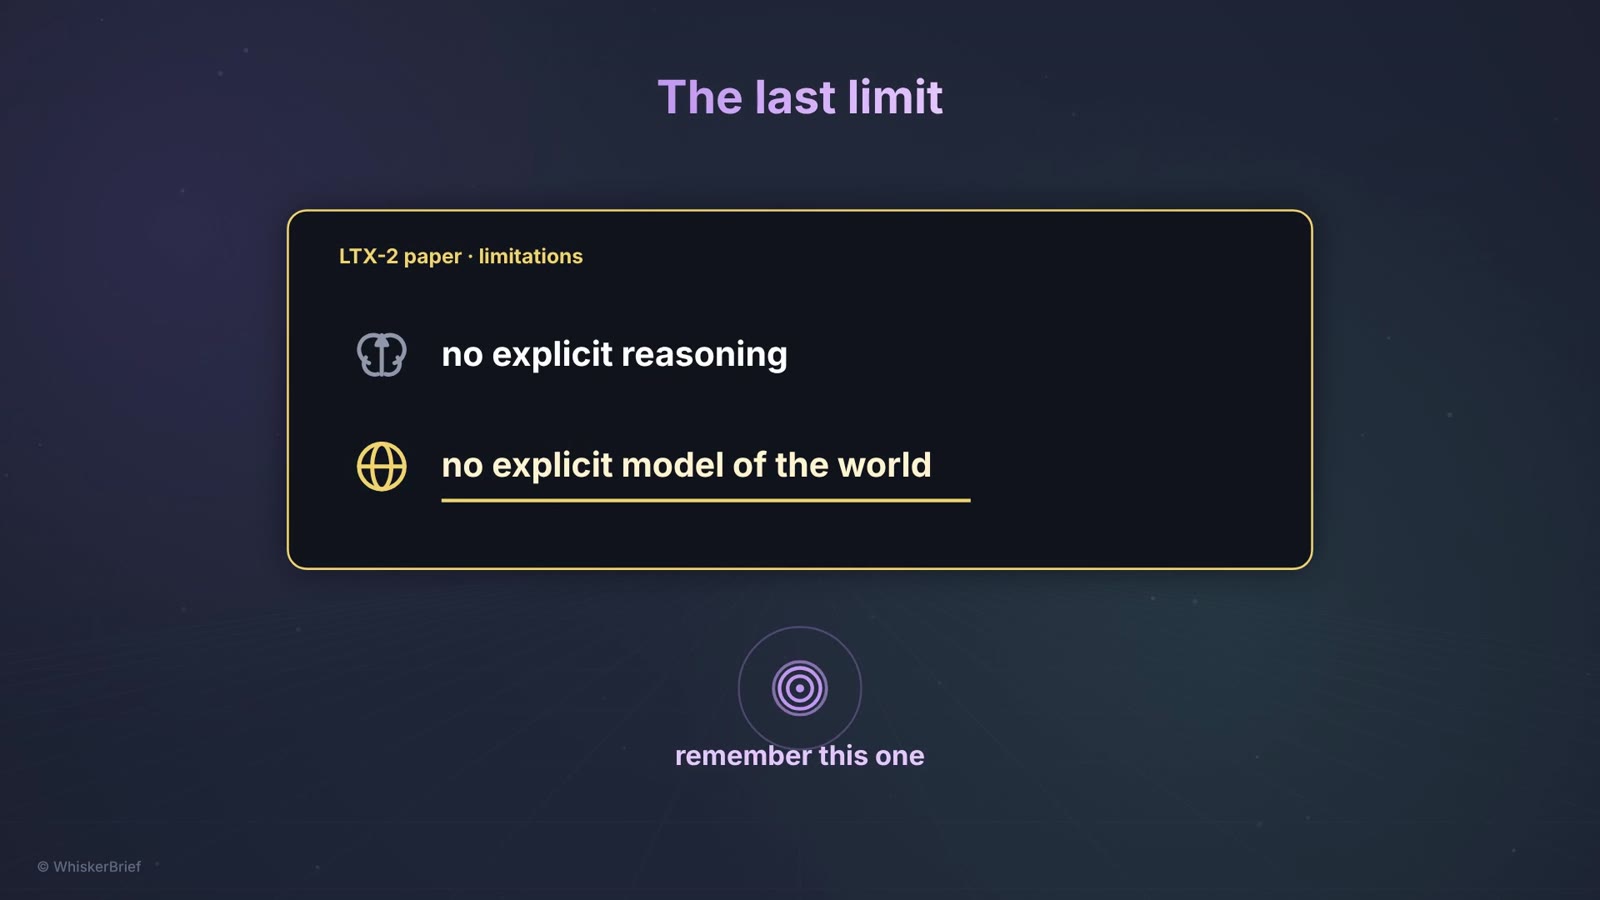 The last limit
LTX-2 paper · limitations
no explicit reasoning
no explicit model of the world
remember this one
© WhiskerBrief